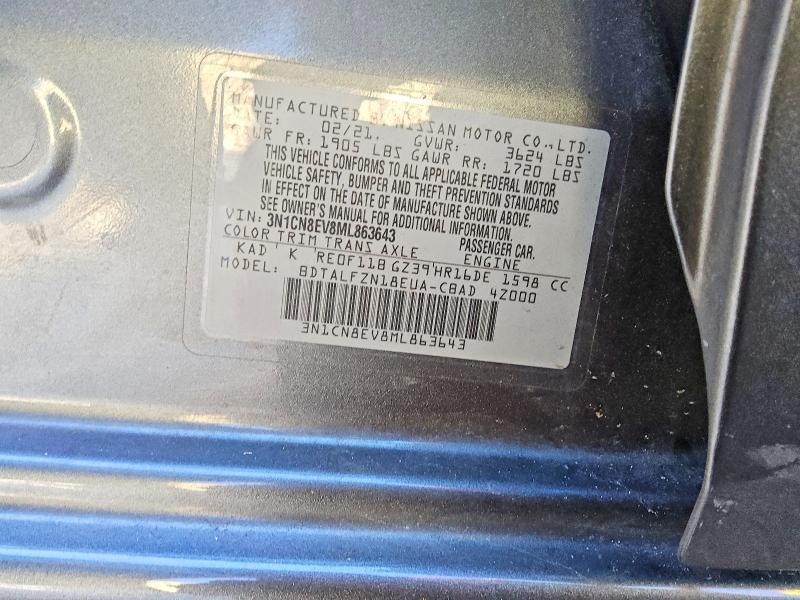 MANUFACTURED NISSAN MOTOR CO.,LTD.
DATE: 02/21. GVWR: 3624 LBS
GAWR FR: 1905 LBS GAWR RR: 1720 LBS
THIS VEHICLE CONFORMS TO ALL APPLICABLE FEDERAL MOTOR
VEHICLE SAFETY, BUMPER AND THEFT PREVENTION STANDARDS
IN EFFECT ON THE DATE OF MANUFACTURE SHOWN ABOVE.
SEE OWNER'S MANUAL FOR ADDITIONAL INFORMATION.
VIN: 3N1CN8EV8ML863643 PASSENGER CAR.
COLOR TRIM TRANS AXLE ENGINE
KAD ' K RE0F11B GZ39'HR16DE 1598 CC
MODEL: BDTALFZN18EUA-CBAD 42000
3N1CN8EV8ML863643